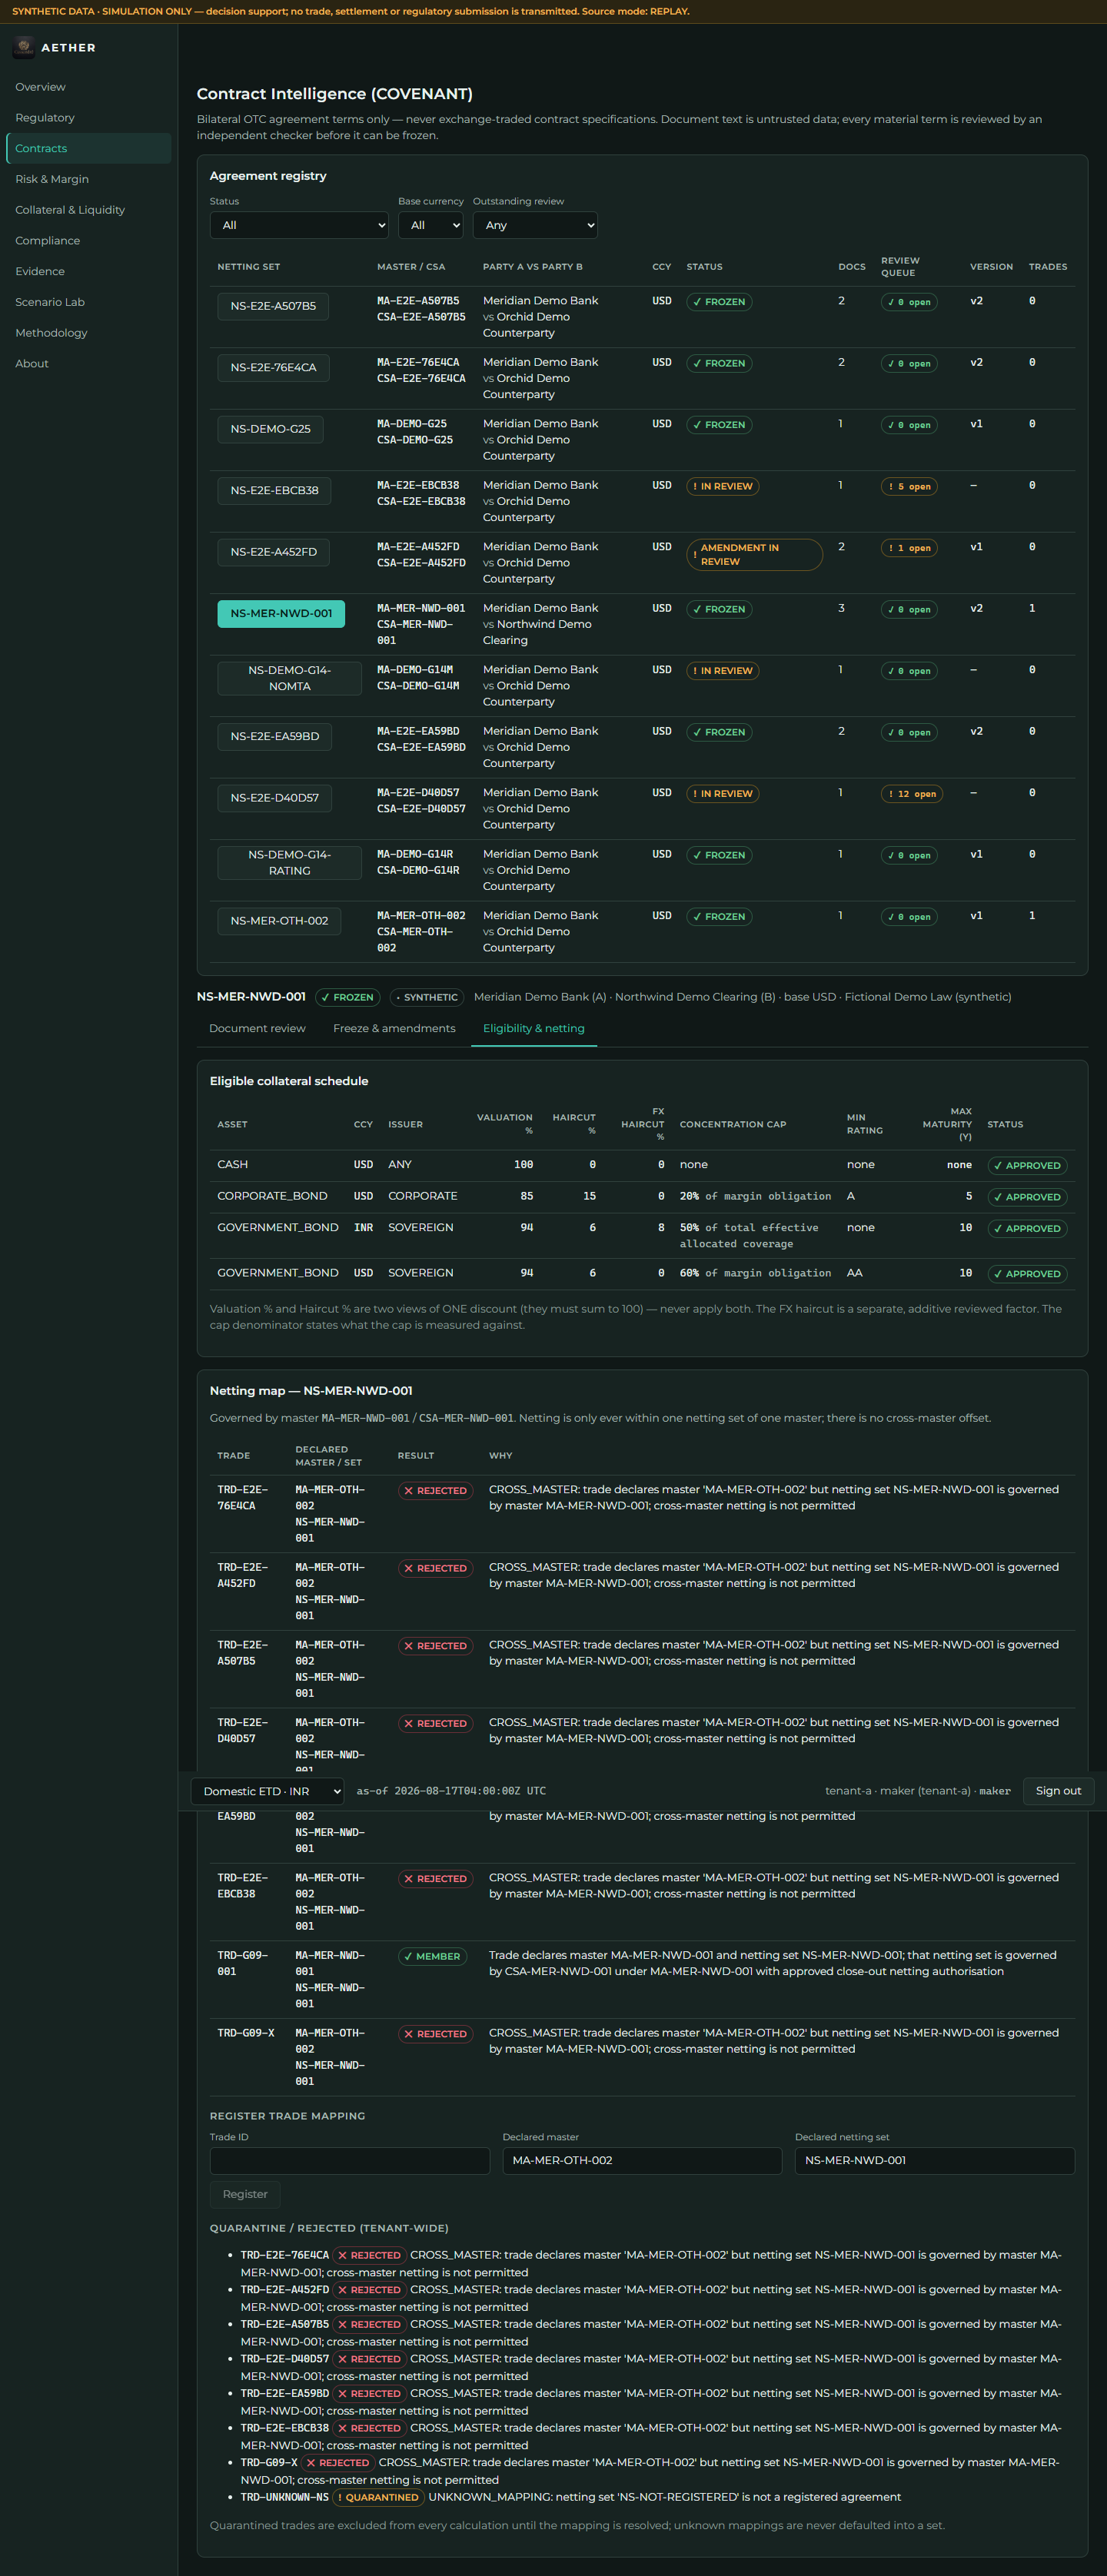 SYNTHETIC DATA · SIMULATION ONLY — decision support; no trade, settlement or regulatory submission is transmitted. Source mode: REPLAY.
AETHER
Overview
Regulatory
Contracts
Risk & Margin
Collateral & Liquidity
Compliance
Evidence
Scenario Lab
Methodology
About
Contract Intelligence (COVENANT)
Bilateral OTC agreement terms only — never exchange-traded contract specifications. Document text is untrusted data; every material term is reviewed by an
independent checker before it can be frozen.
Agreement registry
Status Base currency Outstanding review
All All Any
NETTING SET MASTER / CSA PARTY A VS PARTY B CCY STATUS DOCS REVIEW QUEUE VERSION TRADES
NS-E2E-A507B5 MA-E2E-A507B5 CSA-E2E-A507B5 Meridian Demo Bank vs Orchid Demo Counterparty USD ✓ FROZEN 2 ✓ 0 open v2 0
NS-E2E-76E4CA MA-E2E-76E4CA CSA-E2E-76E4CA Meridian Demo Bank vs Orchid Demo Counterparty USD ✓ FROZEN 2 ✓ 0 open v2 0
NS-DEMO-G25 MA-DEMO-G25 CSA-DEMO-G25 Meridian Demo Bank vs Orchid Demo Counterparty USD ✓ FROZEN 1 ✓ 0 open v1 0
NS-E2E-EBCB38 MA-E2E-EBCB38 CSA-E2E-EBCB38 Meridian Demo Bank vs Orchid Demo Counterparty USD ! IN REVIEW 1 ! 5 open — 0
NS-E2E-A452FD MA-E2E-A452FD CSA-E2E-A452FD Meridian Demo Bank vs Orchid Demo Counterparty USD ! AMENDMENT IN REVIEW 2 ! 1 open v1 0
NS-MER-NWD-001 MA-MER-NWD-001 CSA-MER-NWD-001 Meridian Demo Bank vs Northwind Demo Clearing USD ✓ FROZEN 3 ✓ 0 open v2 1
NS-DEMO-G14-NOMTA MA-DEMO-G14M CSA-DEMO-G14M Meridian Demo Bank vs Orchid Demo Counterparty USD ! IN REVIEW 1 ✓ 0 open — 0
NS-E2E-EA59BD MA-E2E-EA59BD CSA-E2E-EA59BD Meridian Demo Bank vs Orchid Demo Counterparty USD ✓ FROZEN 2 ✓ 0 open v2 0
NS-E2E-D40D57 MA-E2E-D40D57 CSA-E2E-D40D57 Meridian Demo Bank vs Orchid Demo Counterparty USD ! IN REVIEW 1 ! 12 open — 0
NS-DEMO-G14-RATING MA-DEMO-G14R CSA-DEMO-G14R Meridian Demo Bank vs Orchid Demo Counterparty USD ✓ FROZEN 1 ✓ 0 open v1 0
NS-MER-OTH-002 MA-MER-OTH-002 CSA-MER-OTH-002 Meridian Demo Bank vs Orchid Demo Counterparty USD ✓ FROZEN 1 ✓ 0 open v1 1
NS-MER-NWD-001 ✓ FROZEN • SYNTHETIC Meridian Demo Bank (A) · Northwind Demo Clearing (B) · base USD · Fictional Demo Law (synthetic)
Document review Freeze & amendments Eligibility & netting
Eligible collateral schedule
ASSET CCY ISSUER VALUATION % HAIRCUT % FX HAIRCUT % CONCENTRATION CAP MIN RATING MAX MATURITY (Y) STATUS
CASH USD ANY 100 0 0 none none none ✓ APPROVED
CORPORATE_BOND USD CORPORATE 85 15 0 20% of margin obligation A 5 ✓ APPROVED
GOVERNMENT_BOND INR SOVEREIGN 94 6 8 50% of total effective allocated coverage none 10 ✓ APPROVED
GOVERNMENT_BOND USD SOVEREIGN 94 6 0 60% of margin obligation AA 10 ✓ APPROVED
Valuation % and Haircut % are two views of ONE discount (they must sum to 100) — never apply both. The FX haircut is a separate, additive reviewed factor. The
cap denominator states what the cap is measured against.
Netting map — NS-MER-NWD-001
Governed by master MA-MER-NWD-001 / CSA-MER-NWD-001. Netting is only ever within one netting set of one master; there is no cross-master offset.
TRADE DECLARED MASTER / SET RESULT WHY
TRD-E2E-76E4CA MA-MER-OTH-002 NS-MER-NWD-001 ✕ REJECTED CROSS_MASTER: trade declares master 'MA-MER-OTH-002' but netting set NS-MER-NWD-001 is governed by master MA-MER-NWD-001; cross-master netting is not permitted
TRD-E2E-A452FD MA-MER-OTH-002 NS-MER-NWD-001 ✕ REJECTED CROSS_MASTER: trade declares master 'MA-MER-OTH-002' but netting set NS-MER-NWD-001 is governed by master MA-MER-NWD-001; cross-master netting is not permitted
TRD-E2E-A507B5 MA-MER-OTH-002 NS-MER-NWD-001 ✕ REJECTED CROSS_MASTER: trade declares master 'MA-MER-OTH-002' but netting set NS-MER-NWD-001 is governed by master MA-MER-NWD-001; cross-master netting is not permitted
TRD-E2E-D40D57 MA-MER-OTH-002 NS-MER-NWD-001 ✕ REJECTED CROSS_MASTER: trade declares master 'MA-MER-OTH-002' but netting set NS-MER-NWD-001 is governed by master MA-MER-NWD-001; cross-master netting is not permitted
Domestic ETD · INR as-of 2026-08-17T04:00:00Z UTC tenant-a · maker (tenant-a) · maker Sign out
EA59BD 002 NS-MER-NWD-001 by master MA-MER-NWD-001; cross-master netting is not permitted
TRD-E2E-EBCB38 MA-MER-OTH-002 NS-MER-NWD-001 ✕ REJECTED CROSS_MASTER: trade declares master 'MA-MER-OTH-002' but netting set NS-MER-NWD-001 is governed by master MA-MER-NWD-001; cross-master netting is not permitted
TRD-G09-001 MA-MER-NWD-001 NS-MER-NWD-001 ✓ MEMBER Trade declares master MA-MER-NWD-001 and netting set NS-MER-NWD-001; that netting set is governed by CSA-MER-NWD-001 under MA-MER-NWD-001 with approved close-out netting authorisation
TRD-G09-X MA-MER-OTH-002 NS-MER-NWD-001 ✕ REJECTED CROSS_MASTER: trade declares master 'MA-MER-OTH-002' but netting set NS-MER-NWD-001 is governed by master MA-MER-NWD-001; cross-master netting is not permitted
REGISTER TRADE MAPPING
Trade ID Declared master Declared netting set
MA-MER-OTH-002 NS-MER-NWD-001
Register
QUARANTINE / REJECTED (TENANT-WIDE)
• TRD-E2E-76E4CA ✕ REJECTED CROSS_MASTER: trade declares master 'MA-MER-OTH-002' but netting set NS-MER-NWD-001 is governed by master MA-
MER-NWD-001; cross-master netting is not permitted
• TRD-E2E-A452FD ✕ REJECTED CROSS_MASTER: trade declares master 'MA-MER-OTH-002' but netting set NS-MER-NWD-001 is governed by master MA-
MER-NWD-001; cross-master netting is not permitted
• TRD-E2E-A507B5 ✕ REJECTED CROSS_MASTER: trade declares master 'MA-MER-OTH-002' but netting set NS-MER-NWD-001 is governed by master MA-
MER-NWD-001; cross-master netting is not permitted
• TRD-E2E-D40D57 ✕ REJECTED CROSS_MASTER: trade declares master 'MA-MER-OTH-002' but netting set NS-MER-NWD-001 is governed by master MA-
MER-NWD-001; cross-master netting is not permitted
• TRD-E2E-EA59BD ✕ REJECTED CROSS_MASTER: trade declares master 'MA-MER-OTH-002' but netting set NS-MER-NWD-001 is governed by master MA-
MER-NWD-001; cross-master netting is not permitted
• TRD-E2E-EBCB38 ✕ REJECTED CROSS_MASTER: trade declares master 'MA-MER-OTH-002' but netting set NS-MER-NWD-001 is governed by master MA-
MER-NWD-001; cross-master netting is not permitted
• TRD-G09-X ✕ REJECTED CROSS_MASTER: trade declares master 'MA-MER-OTH-002' but netting set NS-MER-NWD-001 is governed by master MA-MER-
NWD-001; cross-master netting is not permitted
• TRD-UNKNOWN-NS ! QUARANTINED UNKNOWN_MAPPING: netting set 'NS-NOT-REGISTERED' is not a registered agreement
Quarantined trades are excluded from every calculation until the mapping is resolved; unknown mappings are never defaulted into a set.